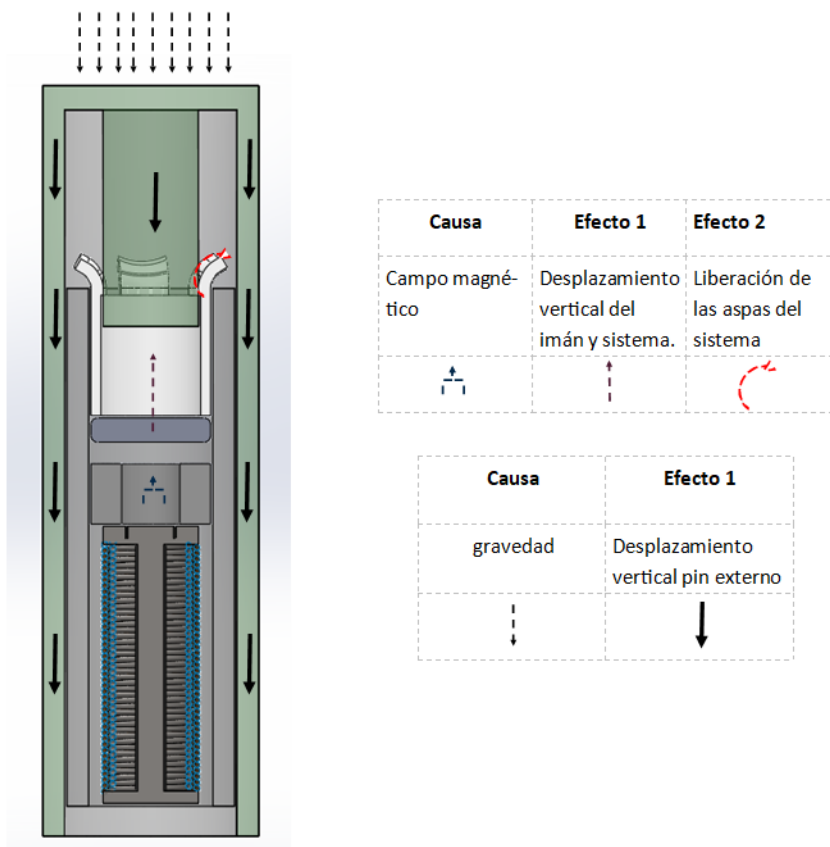 Causa Efecto 1 Efecto 2
Campo magné- Desplazamiento Liberación de
tico vertical del las aspas del
imán y sistema. sistema
Causa Efecto 1
gravedad Desplazamiento
vertical pin externo